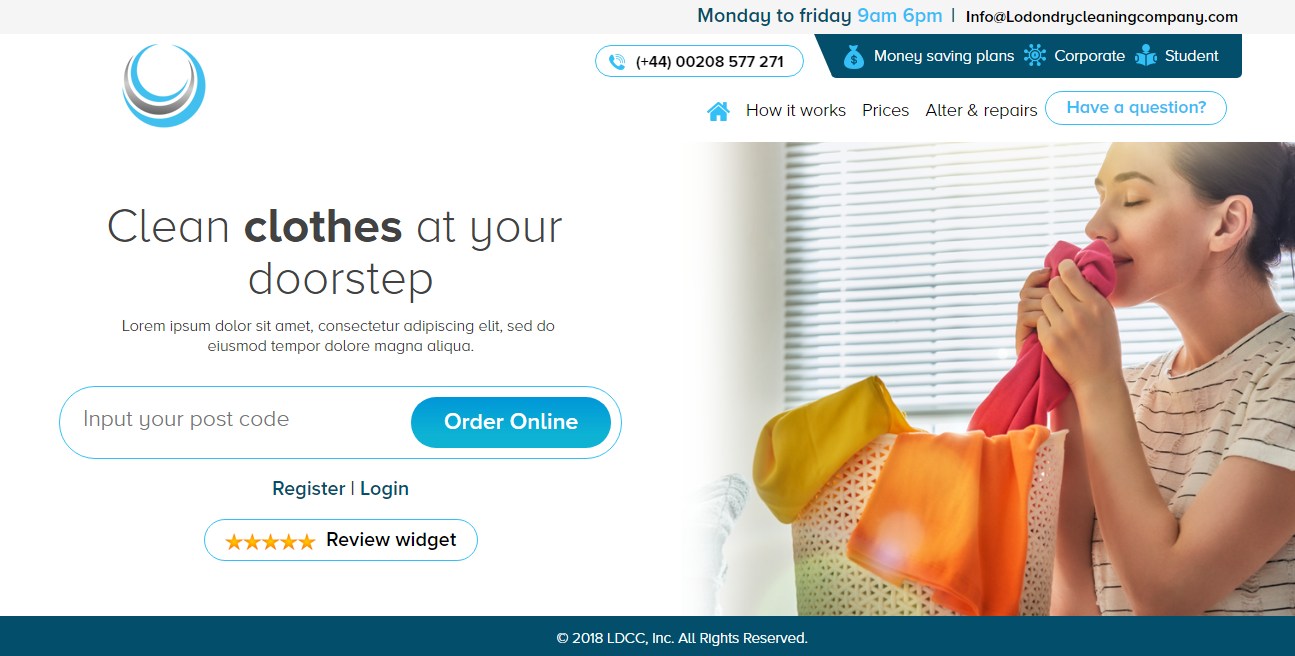 Monday to friday 9am 6pm | Info@Lodondrycleaningcompany.com
(+44) 00208 577 271
Money saving plans Corporate Student
How it works Prices Alter & repairs Have a question?
Clean clothes at your
doorstep
Lorem ipsum dolor sit amet, consectetur adipiscing elit, sed do
eiusmod tempor dolore magna aliqua.
Input your post code
Order Online
Register | Login
Review widget
© 2018 LDCC, Inc. All Rights Reserved.